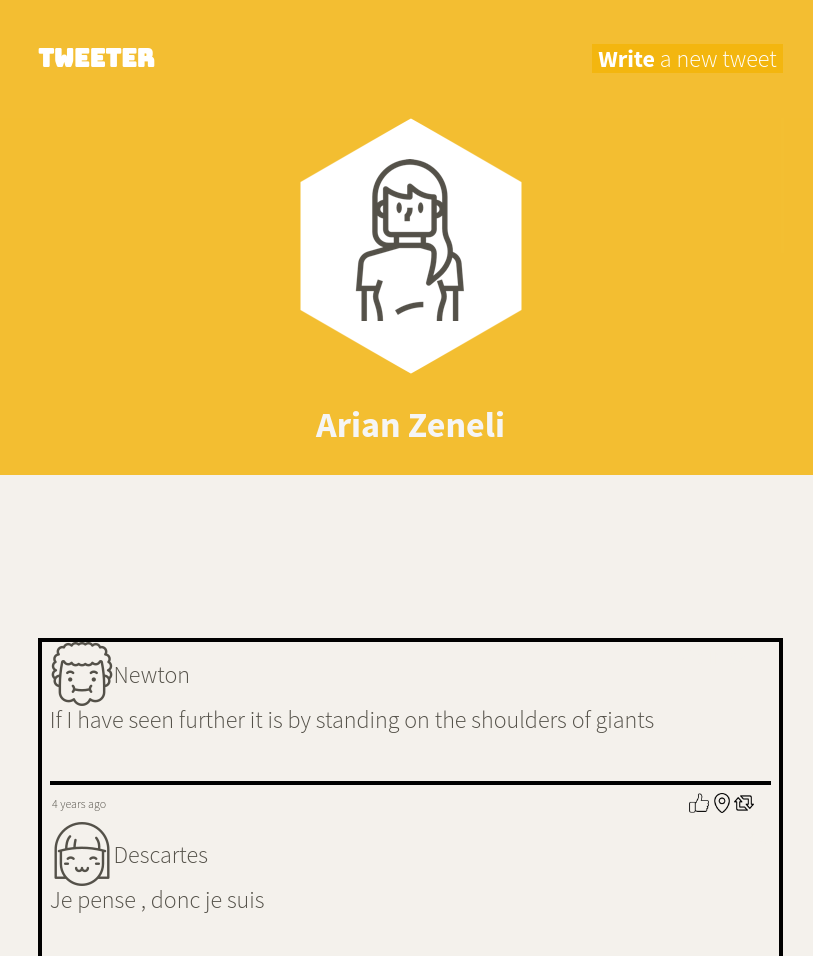 TWEETER
Write a new tweet
Arian Zeneli
Newton
If I have seen further it is by standing on the shoulders of giants
4 years ago
Descartes
Je pense , donc je suis